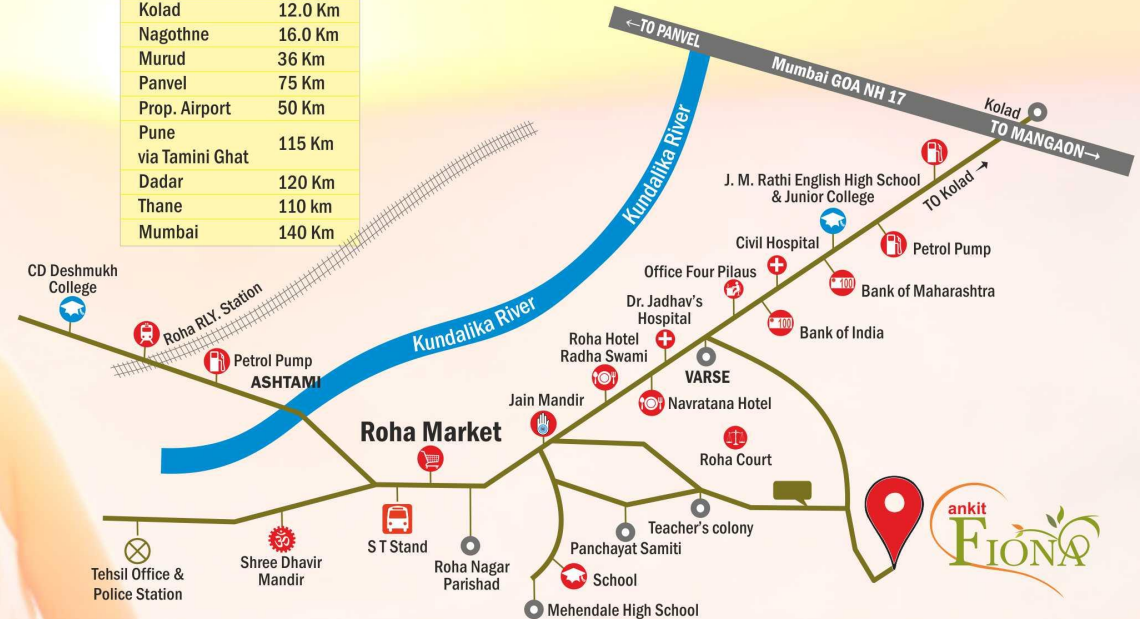 Kolad 12.0 Km
Nagothne 16.0 Km
Murud 36 Km
Panvel 75 Km
Prop. Airport 50 Km
Pune
via Tamini Ghat 115 Km
Dadar 120 Km
Thane 110 km
Mumbai 140 Km
←TO PANVEL
Mumbai GOA NH 17
Kolad
TO MANGAON→
TO Kolad →
Kundalika River
J. M. Rathi English High School
& Junior College
Petrol Pump
Civil Hospital
Bank of Maharashtra
Office Four Pilaus
100
100
Bank of India
Dr. Jadhav's
Hospital
CD Deshmukh
College
Roha RLY. Station
Petrol Pump
ASHTAMI
Kundalika River
Roha Hotel
Radha Swami
VARSE
Navratana Hotel
Jain Mandir
Roha Market
Roha Court
ankit
FIONA
Teacher's colony
S T Stand
Panchayat Samiti
Shree Dhavir
Mandir
ॐ
Roha Nagar
Parishad
Tehsil Office &
Police Station
School
Mehendale High School